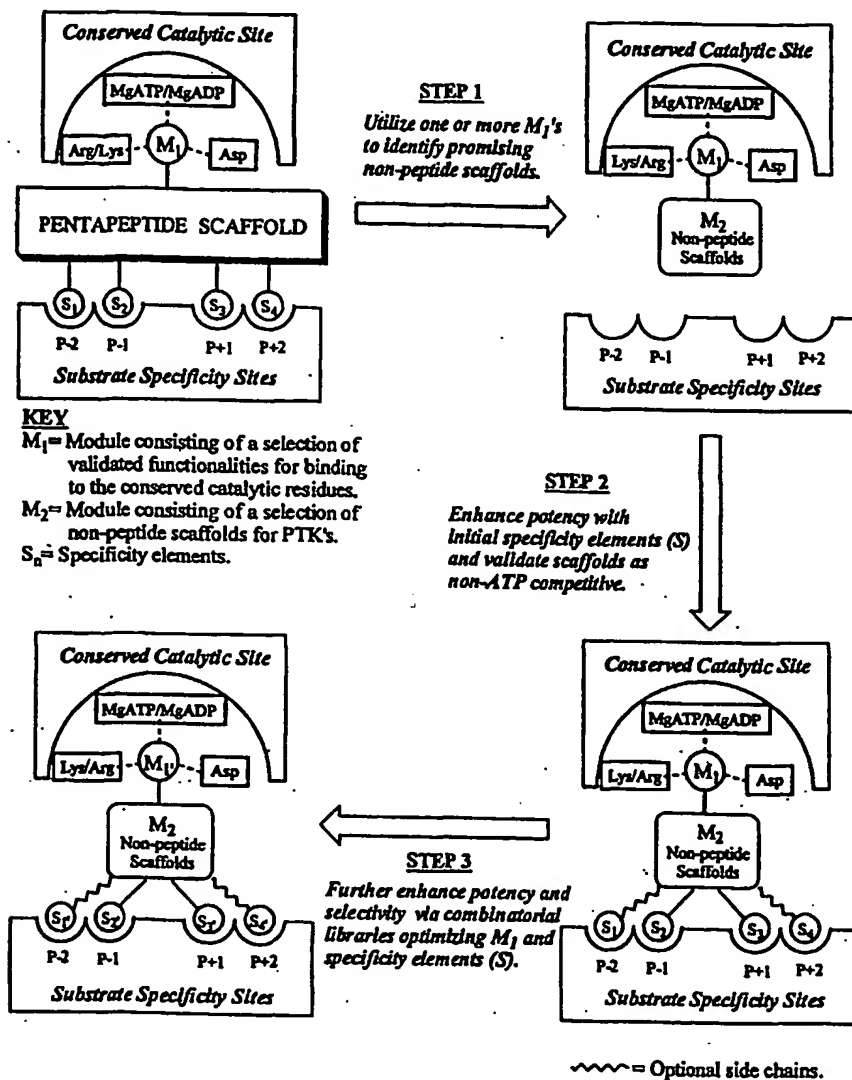 Conserved Catalytic Site
MgATP/MgADP
M1
Arg/Lys
Asp
PENTAPEPTIDE SCAFFOLD
S1
S2
S3
S4
P-2
P-1
P+1
P+2
Substrate Specificity Sites
STEP 1
Utilize one or more M1's
to identify promising
non-peptide scaffolds.
Conserved Catalytic Site
MgATP/MgADP
Lys/Arg
M1
Asp
M2
Non-peptide
Scaffolds
P-2
P-1
P+1
P+2
Substrate Specificity Sites
KEY
M1= Module consisting of a selection of
validated functionalities for binding
to the conserved catalytic residues.
M2= Module consisting of a selection of
non-peptide scaffolds for PTK's.
Sn= Specificity elements.
STEP 2
Enhance potency with
initial specificity elements (S)
and validate scaffolds as
non-ATP competitive.
Conserved Catalytic Site
MgATP/MgADP
Lys/Arg
M1
Asp
M2
Non-peptide
Scaffolds
S1
S2
S3
S4
P-2
P-1
P+1
P+2
Substrate Specificity Sites
STEP 3
Further enhance potency and
selectivity via combinatorial
libraries optimizing M1 and
specificity elements (S).
Conserved Catalytic Site
MgATP/MgADP
Lys/Arg
M1'
Asp
M2
Non-peptide
Scaffolds
S1'
S2'
S3'
S4'
P-2
P-1
P+1
P+2
Substrate Specificity Sites
= Optional side chains.